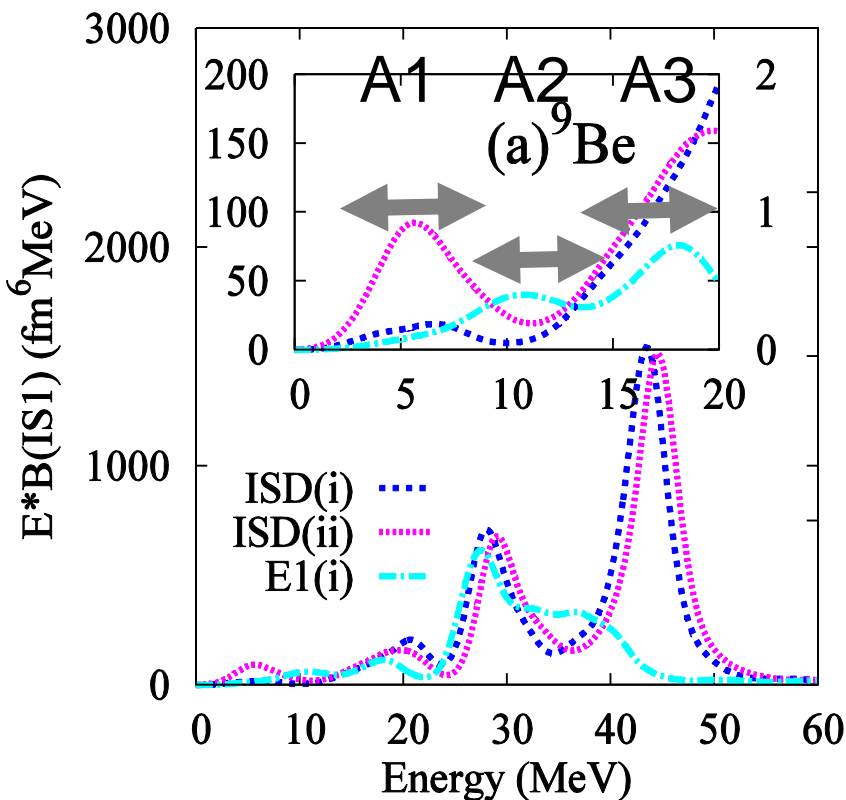 3000
200 A1 A2 A3 2
(a)⁹Be
150
100 1
2000
50
0 0
0 5 10 15 20
1000
ISD(i)
ISD(ii)
E1(i)
0
0 10 20 30 40 50 60
Energy (MeV)
E*B(IS1) (fm⁶MeV)